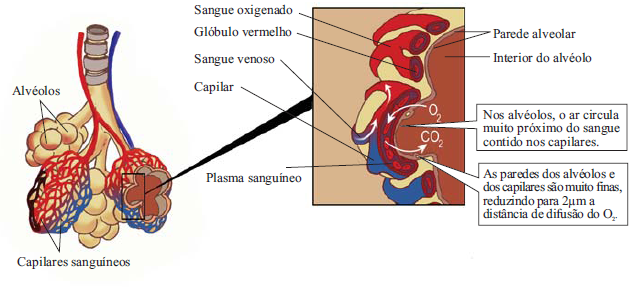 Sangue oxigenado
Glóbulo vermelho
Sangue venoso
Capilar
Alvéolos
Plasma sanguíneo
Capilares sanguíneos
Parede alveolar
Interior do alvéolo
O2
CO2
Nos alvéolos, o ar circula
muito próximo do sangue
contido nos capilares.
As paredes dos alvéolos e
dos capilares são muito finas,
reduzindo para 2µm a
distância de difusão do O2.